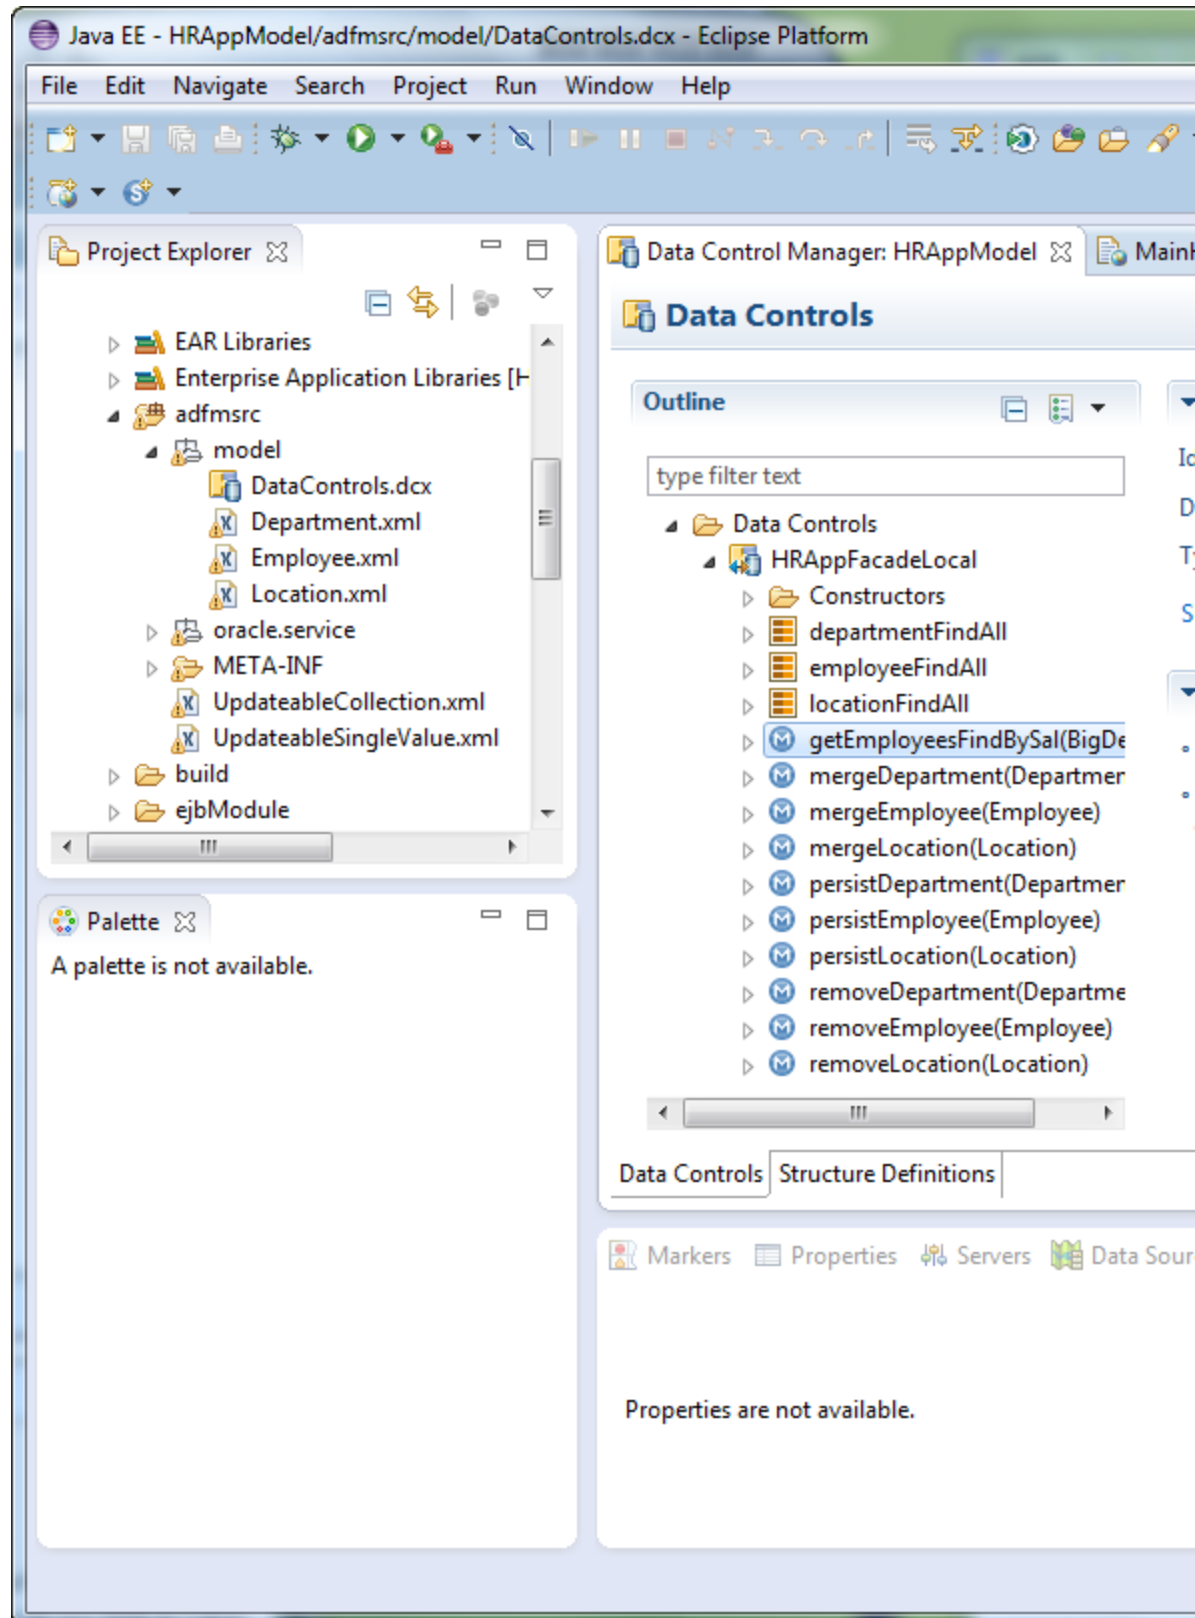 Java EE - HRAppModel/adfmsrc/model/DataControls.dcx - Eclipse Platform
File Edit Navigate Search Project Run Window Help
Project Explorer
EAR Libraries
Enterprise Application Libraries [H
adfmsrc
model
DataControls.dcx
Department.xml
Employee.xml
Location.xml
oracle.service
META-INF
UpdateableCollection.xml
UpdateableSingleValue.xml
build
ejbModule
Palette
A palette is not available.
Data Control Manager: HRAppModel
Data Controls
Outline
type filter text
Data Controls
HRAppFacadeLocal
Constructors
departmentFindAll
employeeFindAll
locationFindAll
getEmployeesFindBySal(BigDe
mergeDepartment(Departmen
mergeEmployee(Employee)
mergeLocation(Location)
persistDepartment(Departmen
persistEmployee(Employee)
persistLocation(Location)
removeDepartment(Departme
removeEmployee(Employee)
removeLocation(Location)
Data Controls Structure Definitions
Markers Properties Servers Data Sour
Properties are not available.